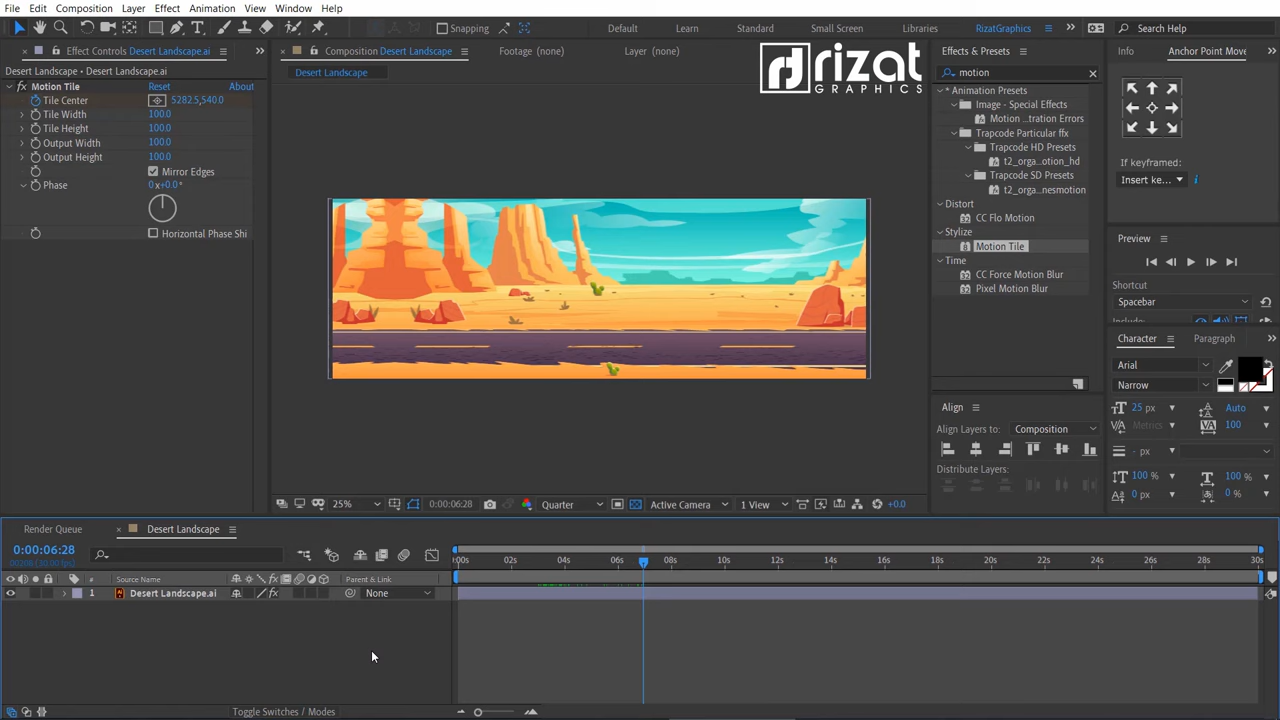 File Edit Composition Layer Effect Animation View Window Help
Snapping
Default Learn Standard Small Screen Libraries RizatGraphics
Search Help
Effect Controls Desert Landscape.ai
Composition Desert Landscape
Footage (none)
Layer (none)
Effects & Presets
Info
Anchor Point Move
Desert Landscape • Desert Landscape.ai
Desert Landscape
rizat
GRAPHICS
motion
fx Motion Tile Reset About
Tile Center 5282.5,540.0
Tile Width 100.0
Tile Height 100.0
Output Width 100.0
Output Height 100.0
Mirror Edges
Phase 0x+0.0°
Horizontal Phase Shi
* Animation Presets
Image - Special Effects
Motion ...tration Errors
Trapcode Particular ffx
Trapcode HD Presets
t2_orga...otion_hd
Trapcode SD Presets
t2_orga...nesmotion
Distort
CC Flo Motion
Stylize
Motion Tile
Time
CC Force Motion Blur
Pixel Motion Blur
If keyframed:
Insert ke...
Preview
Shortcut
Spacebar
Include:
Character Paragraph
Arial
Narrow
25 px Auto
Metrics 100
- px
100 % 100 %
0 px 0 %
Align
Align Layers to: Composition
Distribute Layers:
25%
0:00:06:28
Quarter
Active Camera
1 View
+0.0
Render Queue
Desert Landscape
0:00:06:28
00208 (30.00 fps)
:00s 02s 04s 06s 08s 10s 12s 14s 16s 18s 20s 22s 24s 26s 28s 30s
# Source Name Parent & Link
1 Desert Landscape.ai None
Toggle Switches / Modes